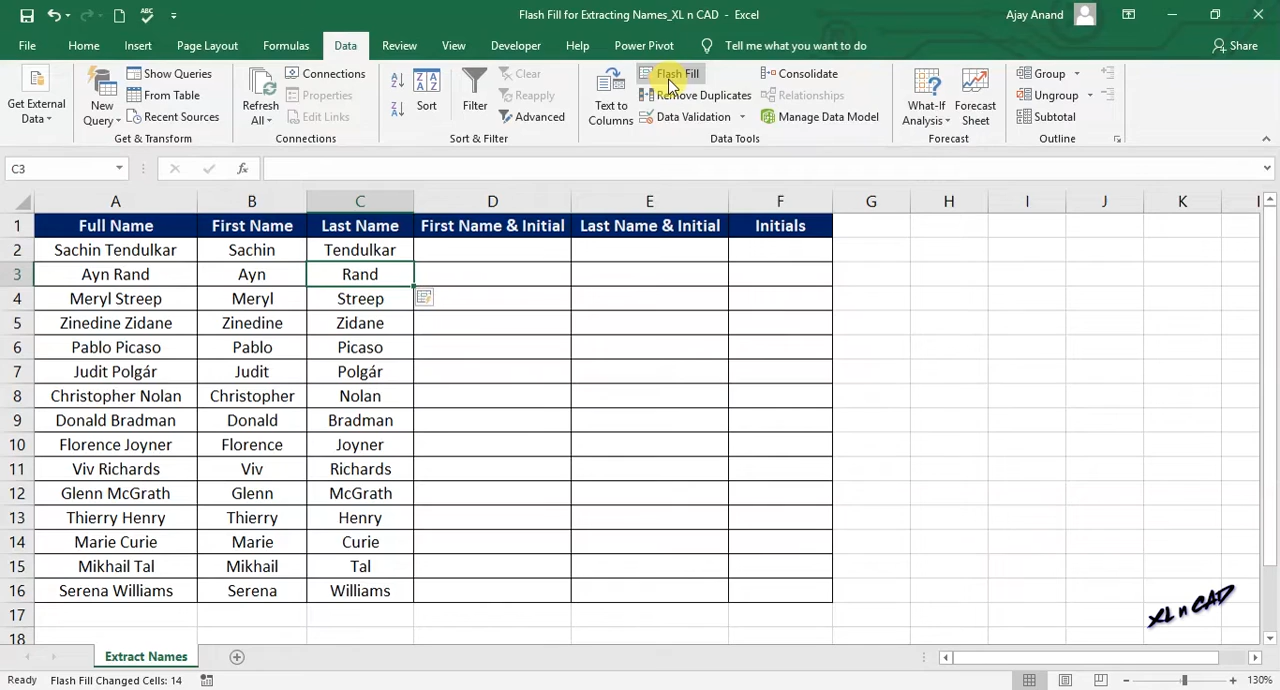 Flash Fill for Extracting Names_XL n CAD - Excel
Ajay Anand
File Home Insert Page Layout Formulas Data Review View Developer Help Power Pivot Tell me what you want to do Share
Get External Data
New Query
Show Queries
From Table
Recent Sources
Get & Transform
Refresh All
Connections
Properties
Edit Links
Connections
Sort
Filter
Clear
Reapply
Advanced
Sort & Filter
Text to Columns
Flash Fill
Remove Duplicates
Data Validation
Consolidate
Relationships
Manage Data Model
Data Tools
What-If Analysis
Forecast Sheet
Forecast
Group
Ungroup
Subtotal
Outline
C3 fx
A B C D E F G H I J K I
1 Full Name First Name Last Name First Name & Initial Last Name & Initial Initials
2 Sachin Tendulkar Sachin Tendulkar
3 Ayn Rand Ayn Rand
4 Meryl Streep Meryl Streep
5 Zinedine Zidane Zinedine Zidane
6 Pablo Picaso Pablo Picaso
7 Judit Polgár Judit Polgár
8 Christopher Nolan Christopher Nolan
9 Donald Bradman Donald Bradman
10 Florence Joyner Florence Joyner
11 Viv Richards Viv Richards
12 Glenn McGrath Glenn McGrath
13 Thierry Henry Thierry Henry
14 Marie Curie Marie Curie
15 Mikhail Tal Mikhail Tal
16 Serena Williams Serena Williams
17
18
XL n CAD
Extract Names
Ready Flash Fill Changed Cells: 14 130%